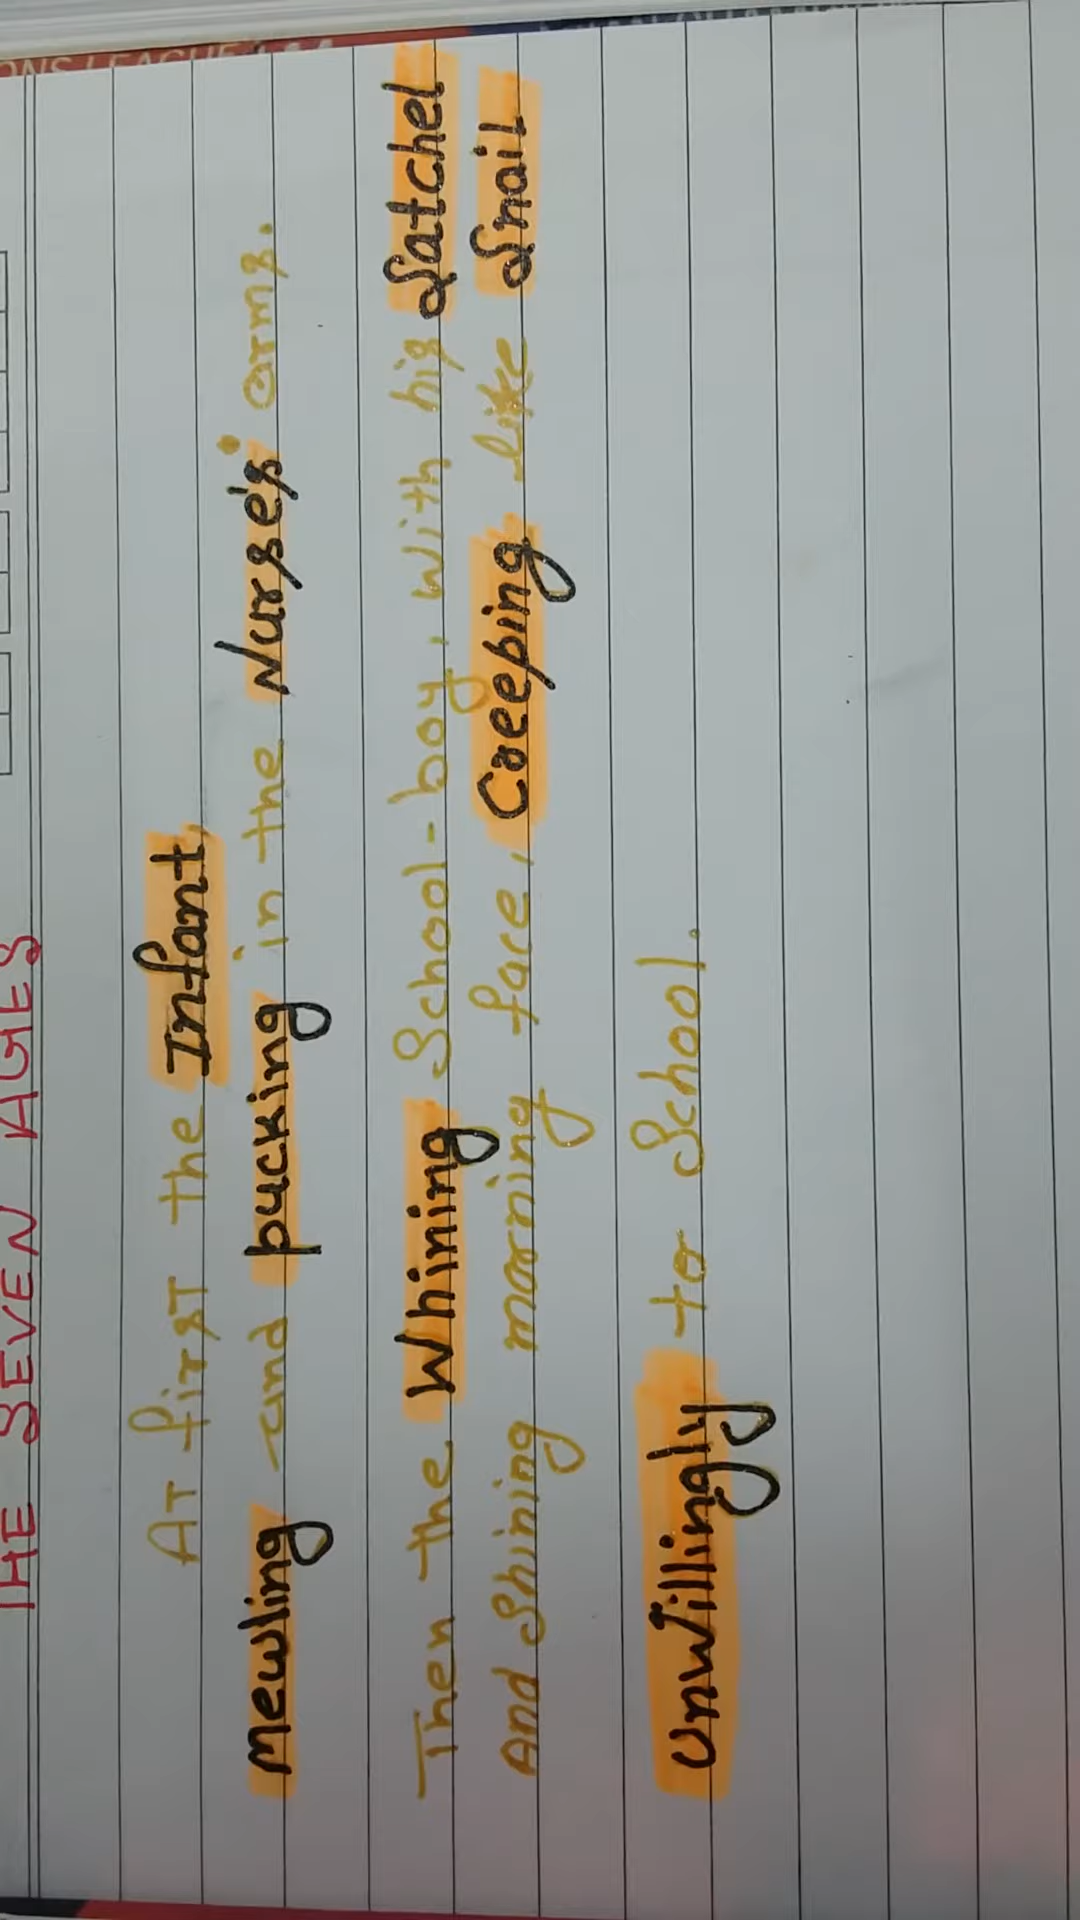 THE SEVEN AGES
At first the Infant,
Mewling and pucking in the Nurse's arms.
Then the Whining School-boy, with his Satchel
And Shining morning face, Creeping like Snail
Unwillingly to School.